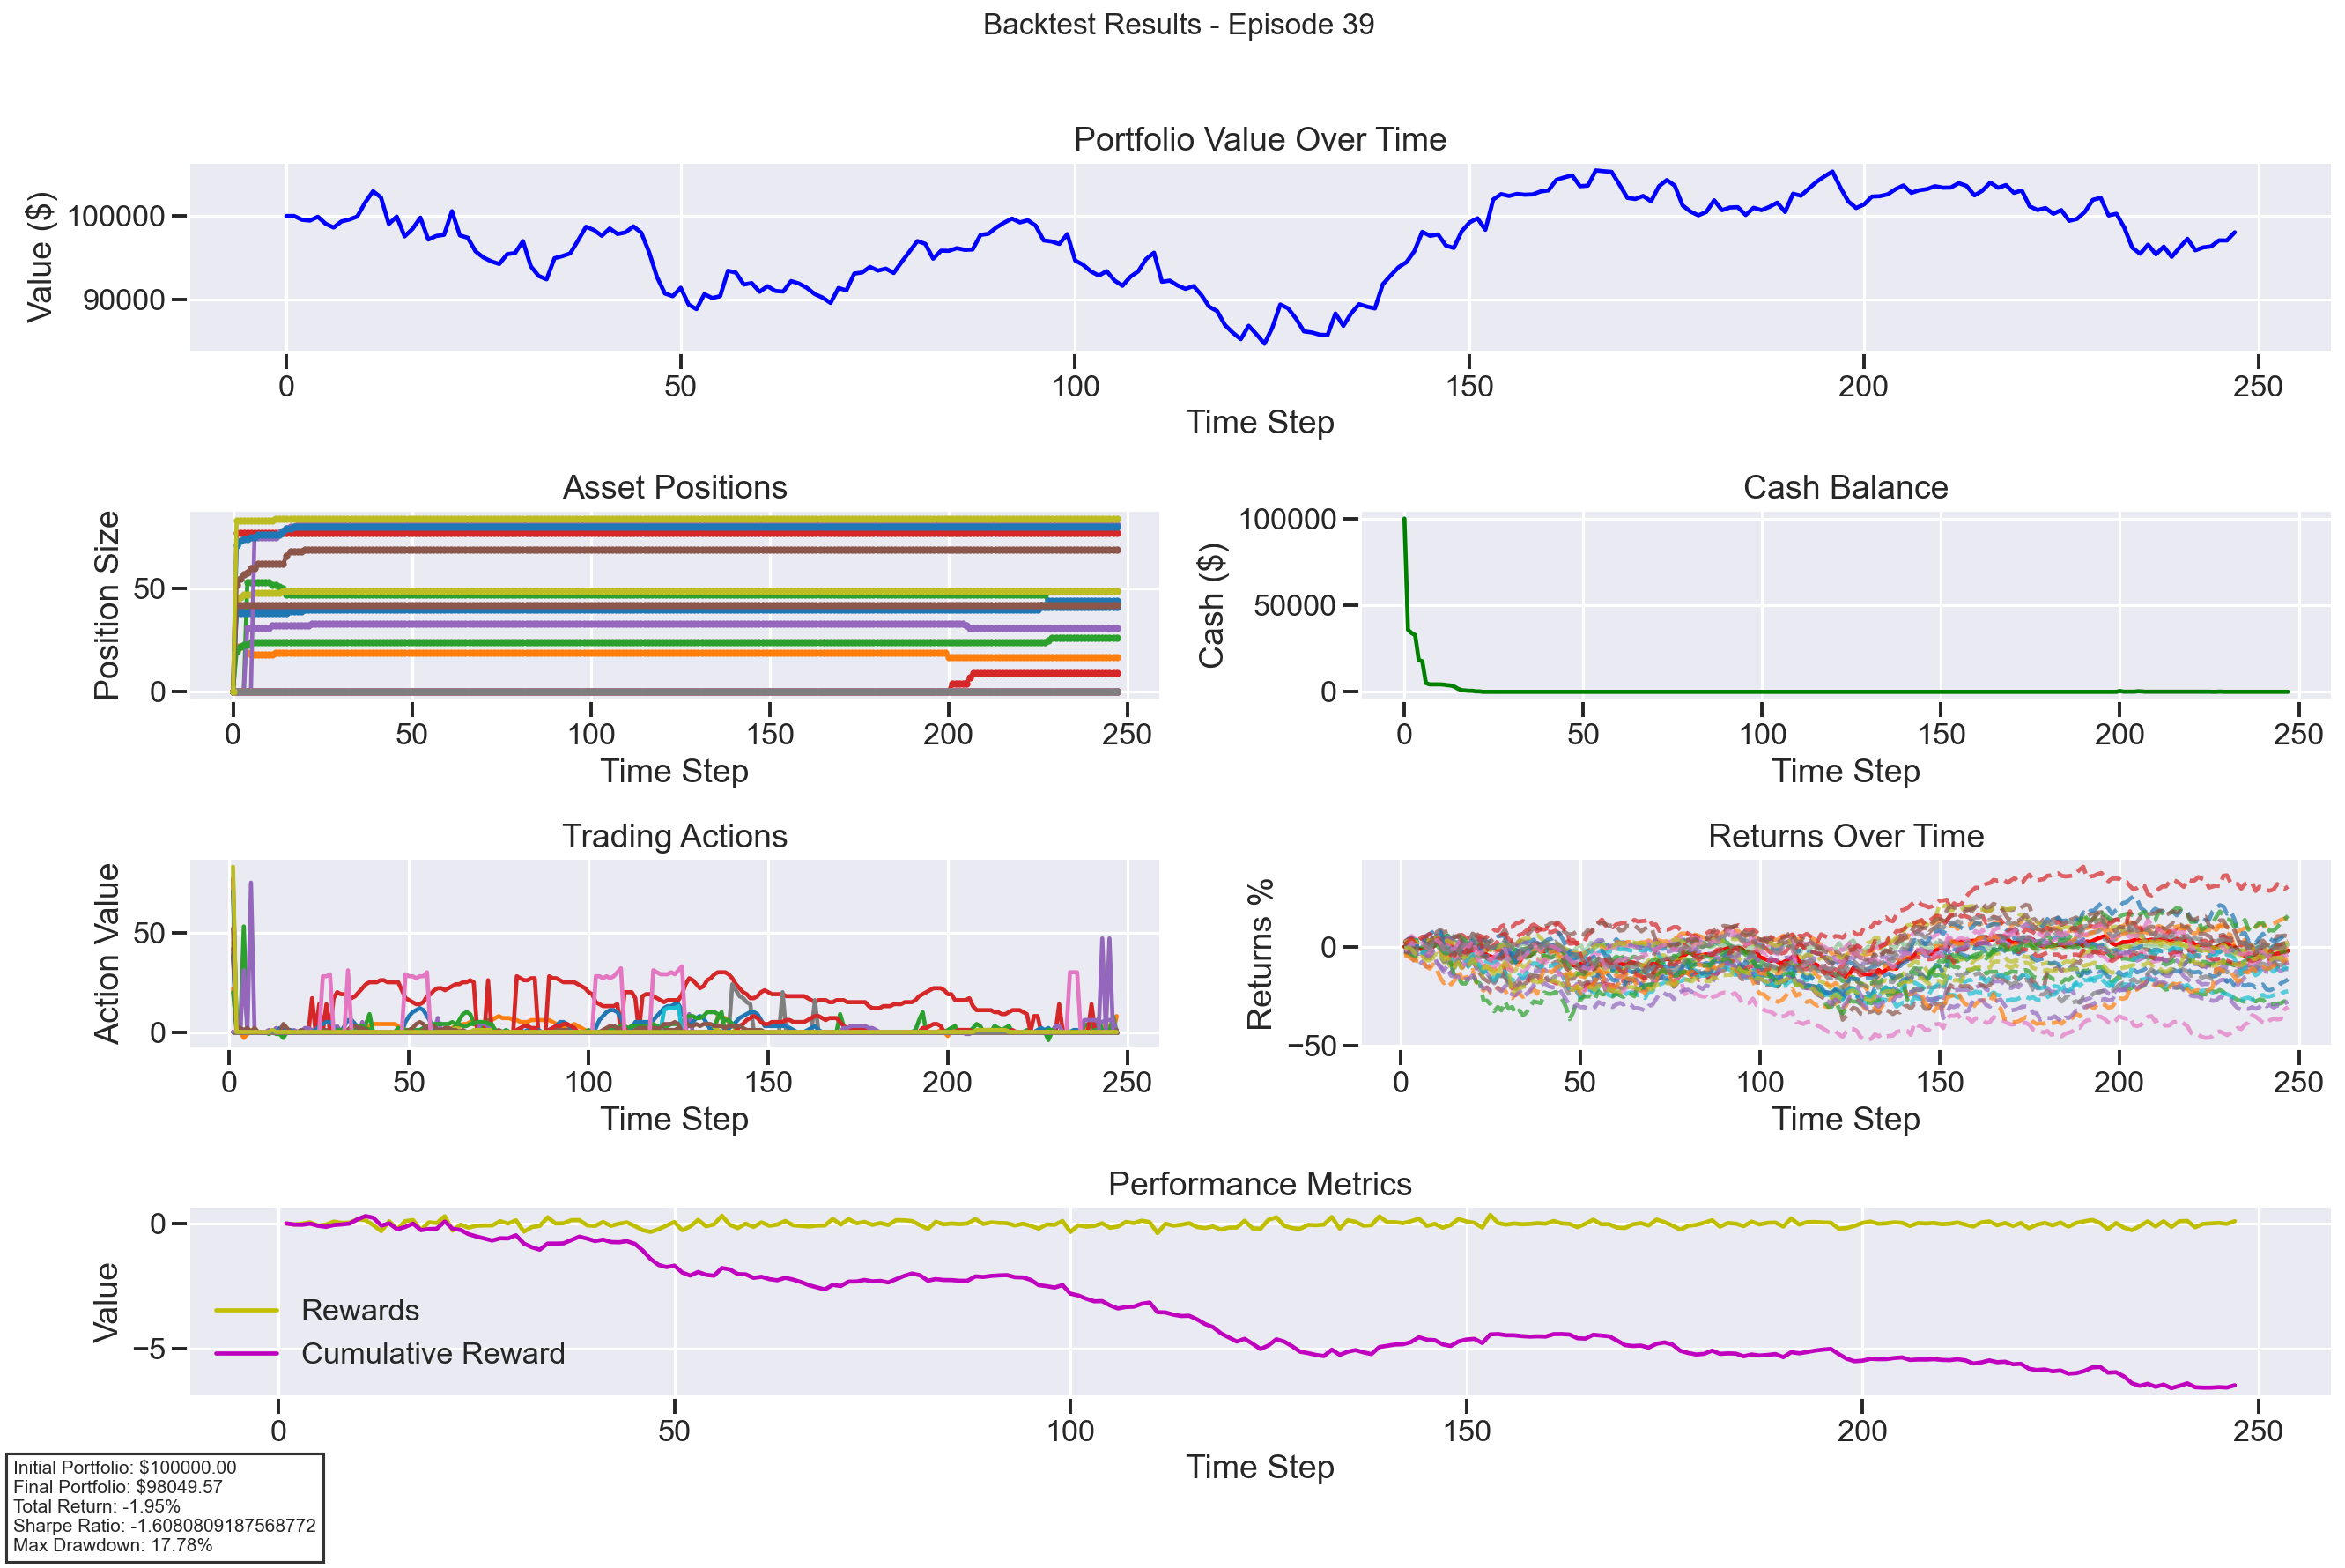 Backtest Results - Episode 39
Portfolio Value Over Time
Value ($)
100000
90000
0 50 100 150 200 250
Time Step
Asset Positions
Position Size
50
0
0 50 100 150 200 250
Time Step
Cash Balance
Cash ($)
100000
50000
0
0 50 100 150 200 250
Time Step
Trading Actions
Action Value
50
0
0 50 100 150 200 250
Time Step
Returns Over Time
Returns %
0
−50
0 50 100 150 200 250
Time Step
Performance Metrics
Value
0
−5
Rewards
Cumulative Reward
0 50 100 150 200 250
Time Step
Initial Portfolio: $100000.00
Final Portfolio: $98049.57
Total Return: -1.95%
Sharpe Ratio: -1.6080809187568772
Max Drawdown: 17.78%